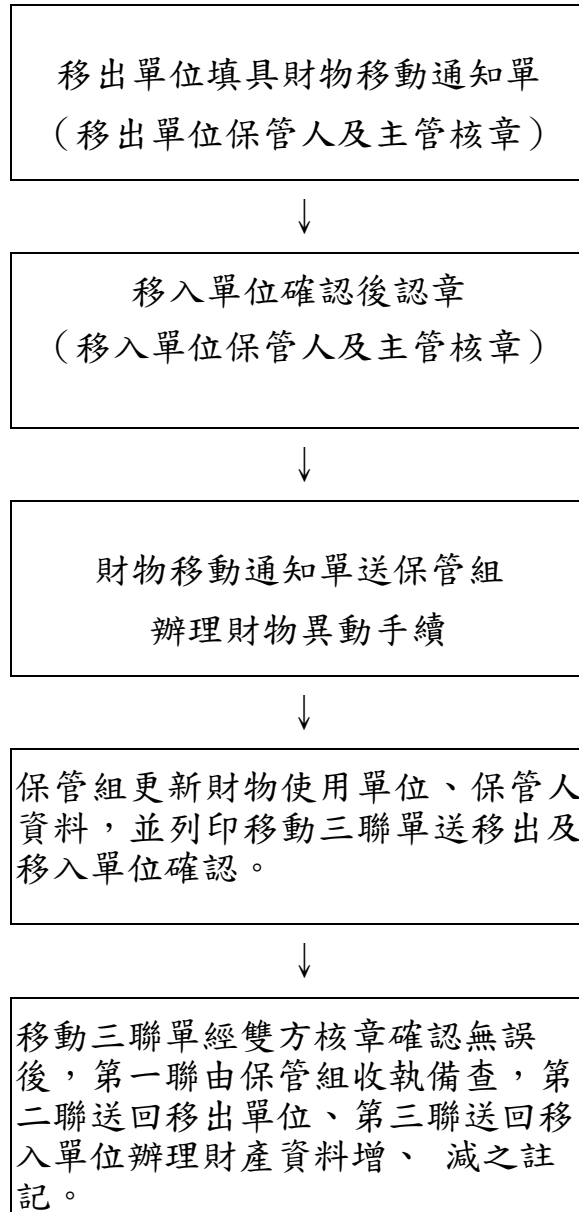 移出單位填具財物移動通知單
（移出單位保管人及主管核章）
↓
移入單位確認後認章
（移入單位保管人及主管核章）
↓
財物移動通知單送保管組
辦理財物異動手續
↓
保管組更新財物使用單位、保管人
資料，並列印移動三聯單送移出及
移入單位確認。
↓
移動三聯單經雙方核章確認無誤
後，第一聯由保管組收執備查，第
二聯送回移出單位、第三聯送回移
入單位辦理財產資料增、 減之註
記。